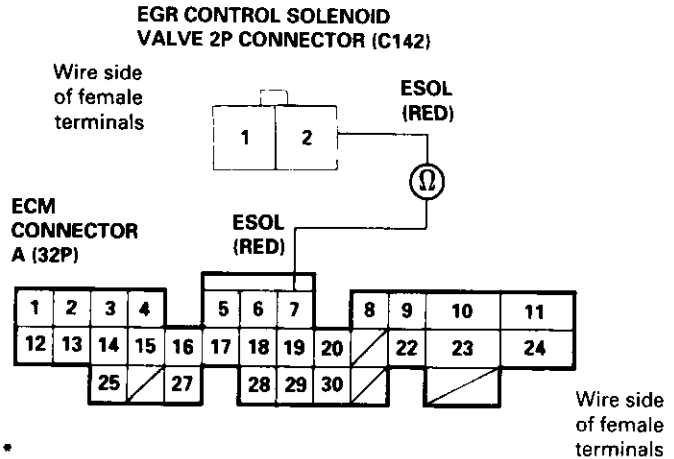 EGR CONTROL SOLENOID
VALVE 2P CONNECTOR (C142)
Wire side
of female
terminals
ESOL
(RED)
1 2
Ω
ECM
CONNECTOR
A (32P)
ESOL
(RED)
1 2 3 4 5 6 7 8 9 10 11
12 13 14 15 16 17 18 19 20 22 23 24
25 27 28 29 30
Wire side
of female
terminals